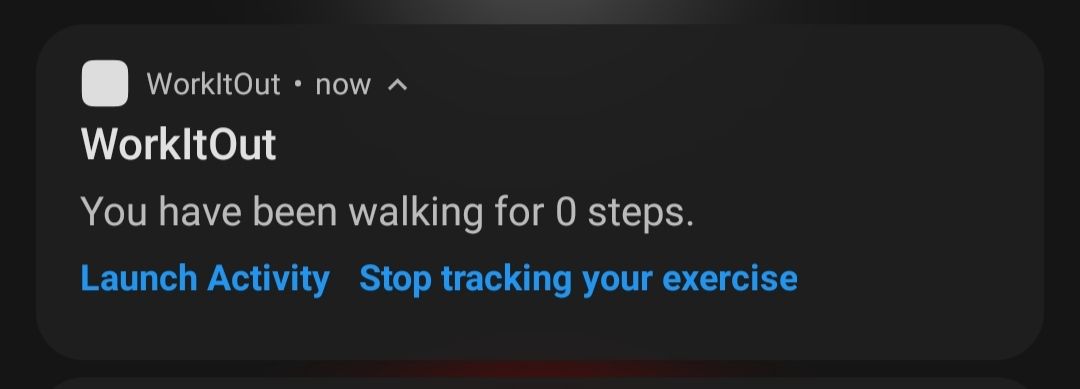 WorkItOut • now
WorkItOut
You have been walking for 0 steps.
Launch Activity Stop tracking your exercise